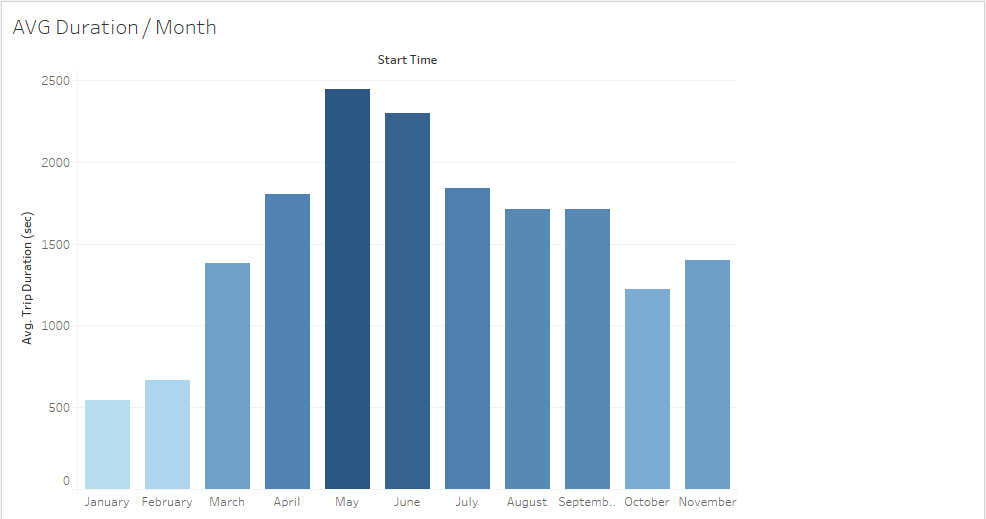 AVG Duration / Month
Start Time
Avg. Trip Duration (sec)
2500
2000
1500
1000
500
0
January February March April May June July August Septemb.. October November